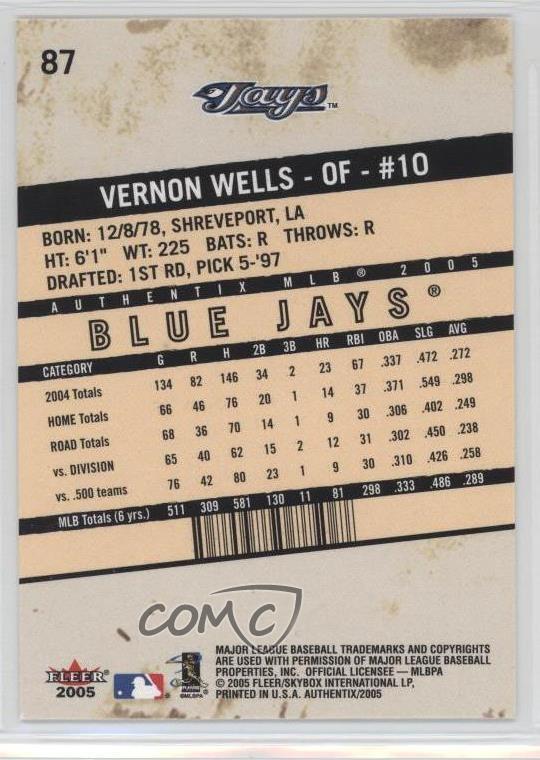 87
Jays™
VERNON WELLS - OF - #10
BORN: 12/8/78, SHREVEPORT, LA
HT: 6'1" WT: 225 BATS: R THROWS: R
DRAFTED: 1ST RD, PICK 5-'97
AUTHENTIX MLB® 2005
BLUE JAYS®
CATEGORY G R H 2B 3B HR RBI OBA SLG AVG
2004 Totals 134 82 146 34 2 23 67 .337 .472 .272
HOME Totals 66 46 76 20 1 14 37 .371 .549 .298
ROAD Totals 68 36 70 14 1 9 30 .306 .402 .249
vs. DIVISION 65 40 62 15 2 12 31 .302 .450 .238
vs. .500 teams 76 42 80 23 1 9 30 .310 .426 .258
MLB Totals (6 yrs.) 511 309 581 130 11 81 298 .333 .486 .289
COMC
MAJOR LEAGUE BASEBALL TRADEMARKS AND COPYRIGHTS
ARE USED WITH PERMISSION OF MAJOR LEAGUE BASEBALL
PROPERTIES, INC. OFFICIAL LICENSEE — MLBPA
© 2005 FLEER/SKYBOX INTERNATIONAL LP,
PRINTED IN U.S.A. AUTHENTIX/2005
FLEER
2005
©MLBPA